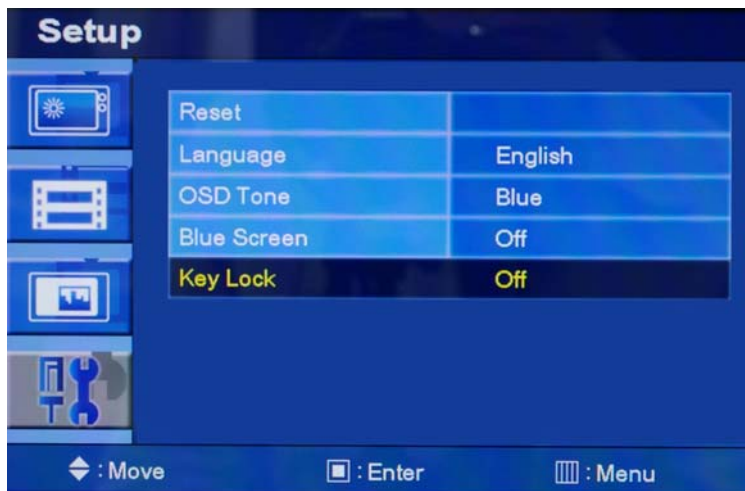 Setup
Reset
Language English
OSD Tone Blue
Blue Screen Off
Key Lock Off
: Move : Enter : Menu